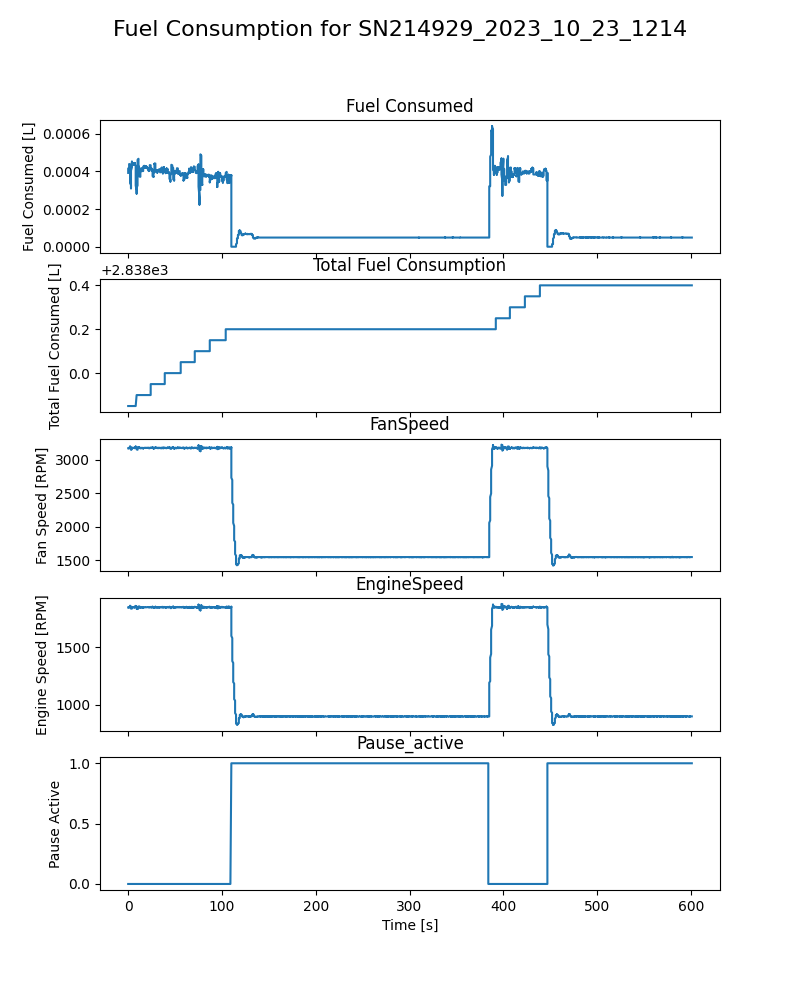 Fuel Consumption for SN214929_2023_10_23_1214
Fuel Consumed
Fuel Consumed [L]
0.0006
0.0004
0.0002
0.0000
Total Fuel Consumption
+2.838e3
Total Fuel Consumed [L]
0.4
0.2
0.0
FanSpeed
Fan Speed [RPM]
3000
2500
2000
1500
EngineSpeed
Engine Speed [RPM]
1500
1000
Pause_active
Pause Active
1.0
0.5
0.0
0 100 200 300 400 500 600
Time [s]